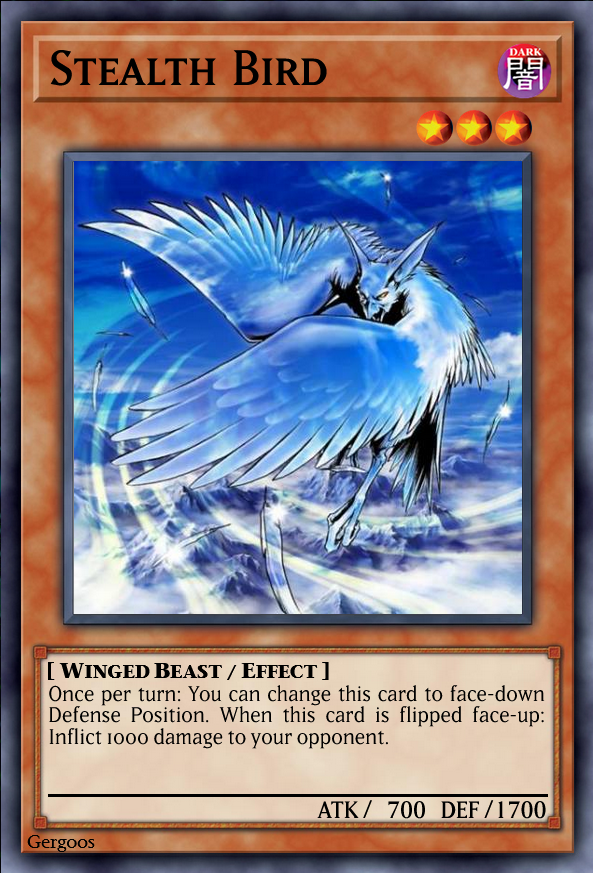 Stealth Bird
DARK
闇
[ Winged Beast / Effect ]
Once per turn: You can change this card to face-down
Defense Position. When this card is flipped face-up:
Inflict 1000 damage to your opponent.
ATK / 700 DEF /1700
Gergoos